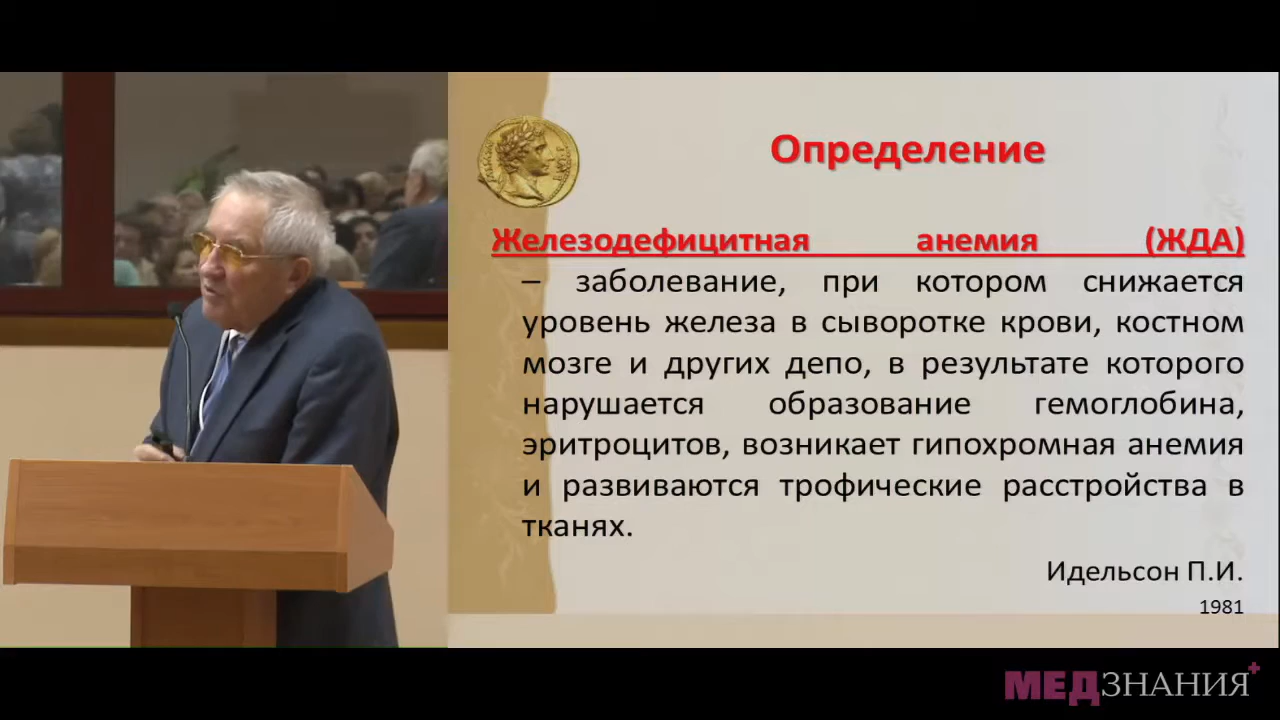 Определение
Железодефицитная анемия (ЖДА)
– заболевание, при котором снижается
уровень железа в сыворотке крови, костном
мозге и других депо, в результате которого
нарушается образование гемоглобина,
эритроцитов, возникает гипохромная анемия
и развиваются трофические расстройства в
тканях.
Идельсон П.И.
1981
МЕДЗНАНИЯ+